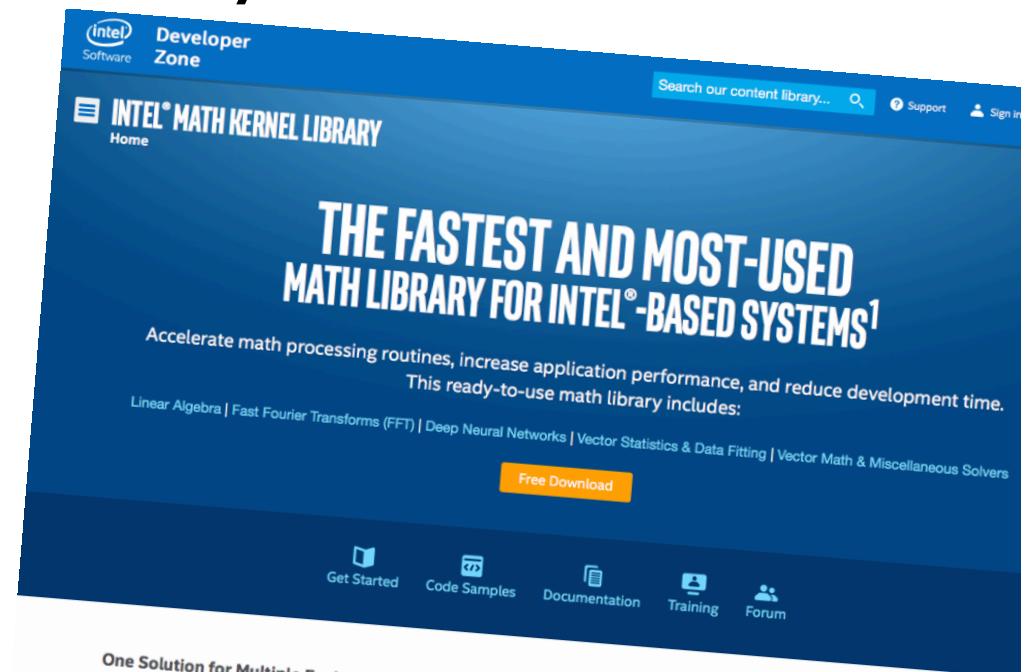 intel
Software
Developer
Zone
Search our content library...
Support
Sign in
INTEL® MATH KERNEL LIBRARY
Home
THE FASTEST AND MOST-USED
MATH LIBRARY FOR INTEL®-BASED SYSTEMS¹
Accelerate math processing routines, increase application performance, and reduce development time.
This ready-to-use math library includes:
Linear Algebra | Fast Fourier Transforms (FFT) | Deep Neural Networks | Vector Statistics & Data Fitting | Vector Math & Miscellaneous Solvers
Free Download
Get Started
Code Samples
Documentation
Training
Forum
One Solution for